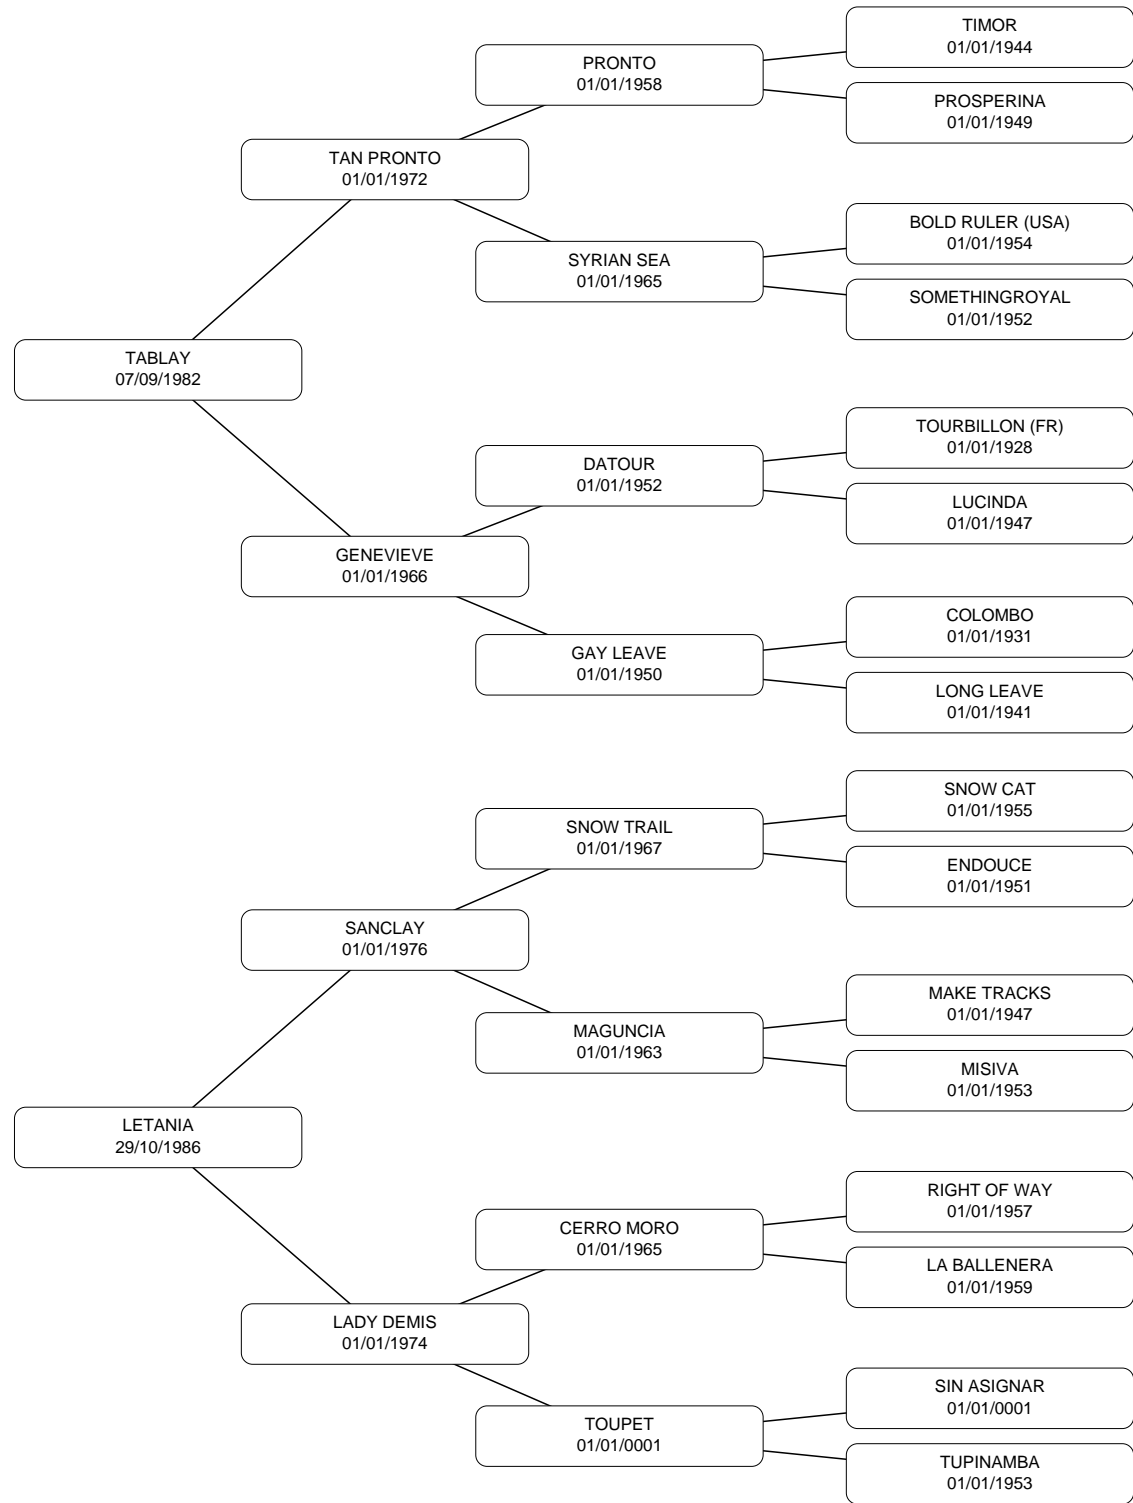 TIMOR
01/01/1944
PRONTO
01/01/1958
PROSPERINA
01/01/1949
TAN PRONTO
01/01/1972
BOLD RULER (USA)
01/01/1954
SYRIAN SEA
01/01/1965
SOMETHINGROYAL
01/01/1952
TABLAY
07/09/1982
TOURBILLON (FR)
01/01/1928
DATOUR
01/01/1952
LUCINDA
01/01/1947
GENEVIEVE
01/01/1966
COLOMBO
01/01/1931
GAY LEAVE
01/01/1950
LONG LEAVE
01/01/1941
SNOW CAT
01/01/1955
SNOW TRAIL
01/01/1967
ENDOUCE
01/01/1951
SANCLAY
01/01/1976
MAKE TRACKS
01/01/1947
MAGUNCIA
01/01/1963
MISIVA
01/01/1953
LETANIA
29/10/1986
RIGHT OF WAY
01/01/1957
CERRO MORO
01/01/1965
LA BALLENERA
01/01/1959
LADY DEMIS
01/01/1974
SIN ASIGNAR
01/01/0001
TOUPET
01/01/0001
TUPINAMBA
01/01/1953